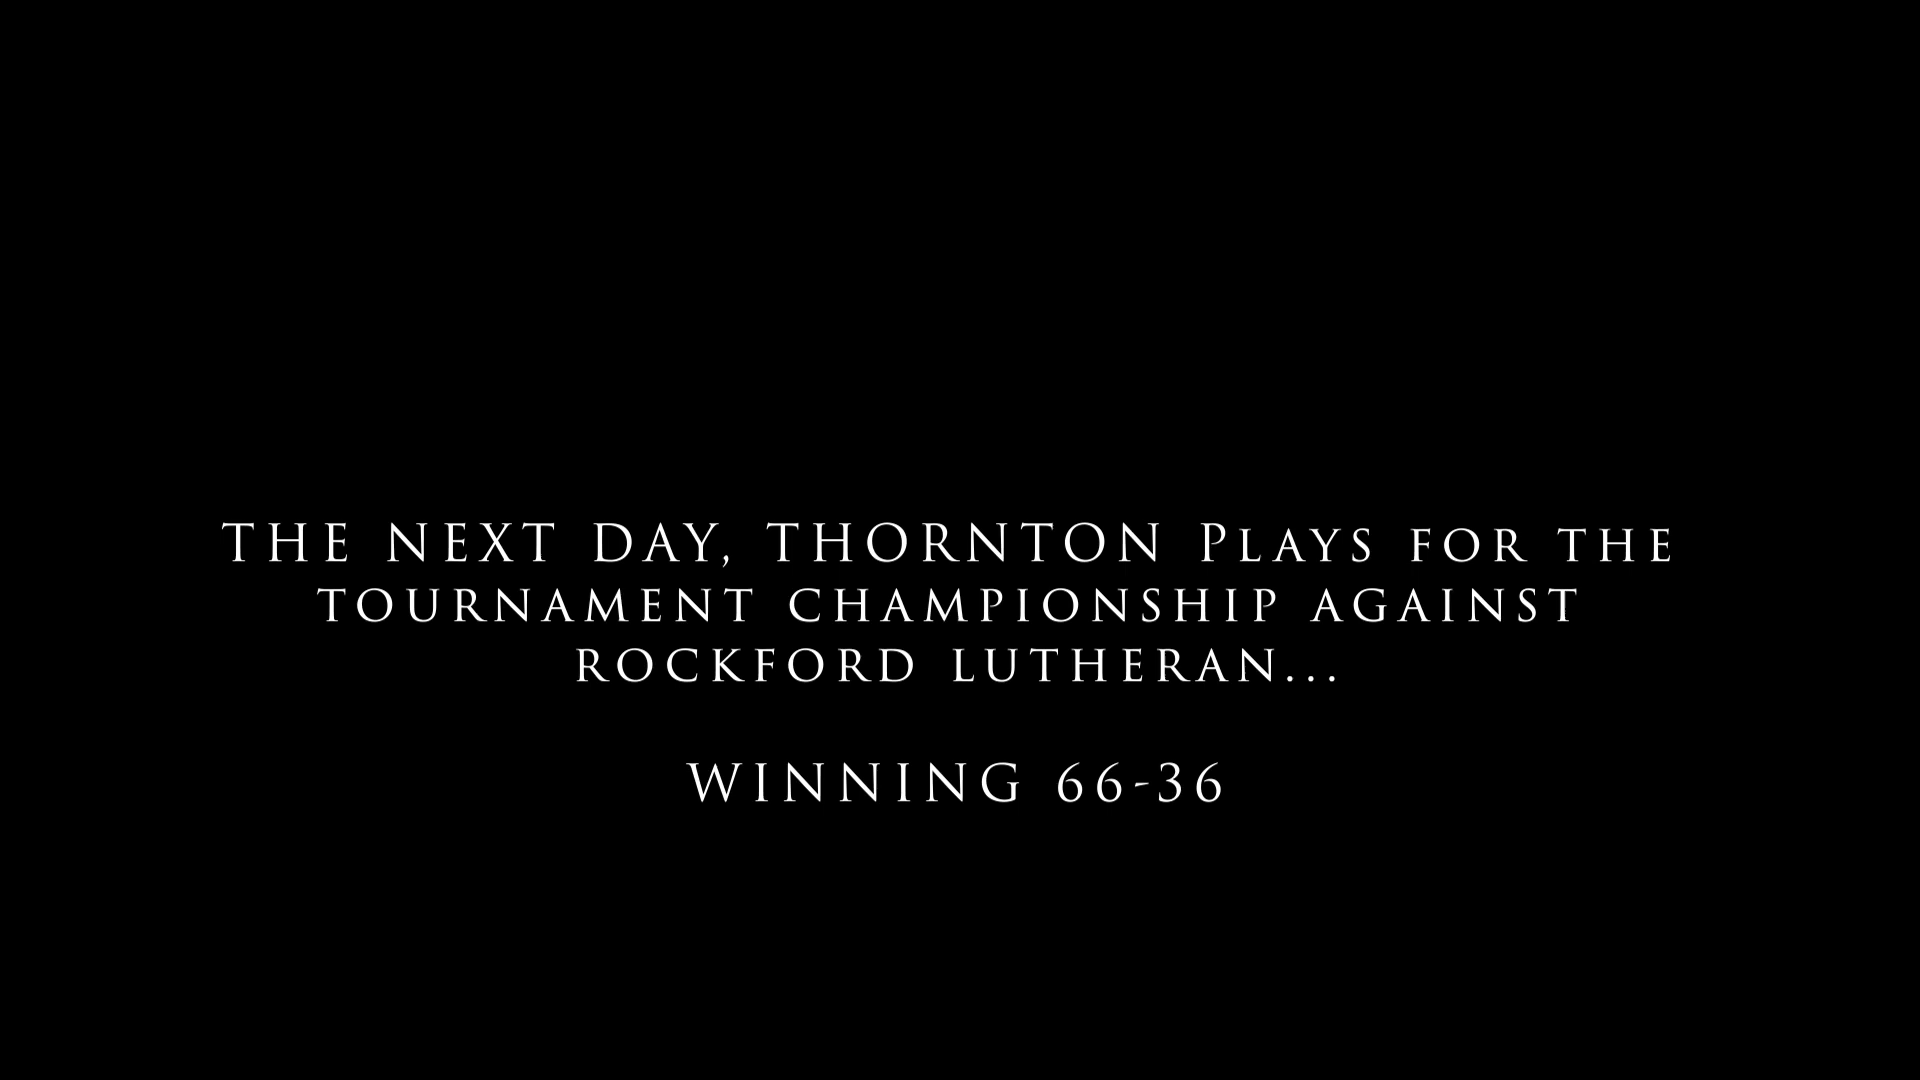 THE NEXT DAY, THORNTON PLAYS FOR THE
TOURNAMENT CHAMPIONSHIP AGAINST
ROCKFORD LUTHERAN...
WINNING 66-36